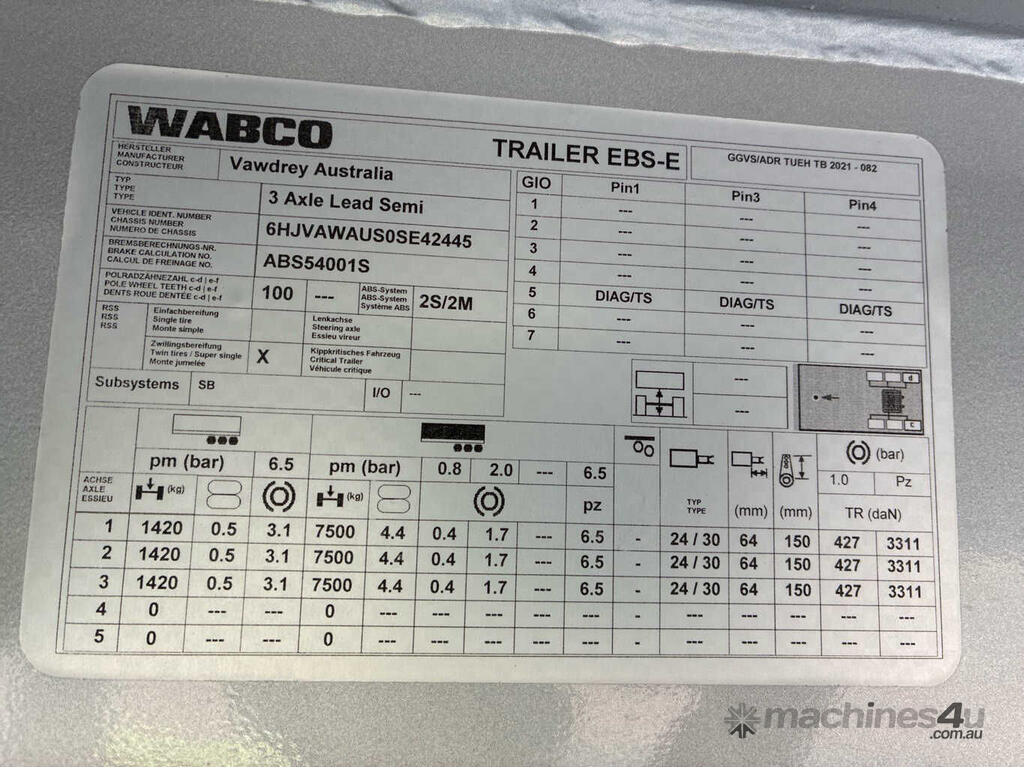 WABCO
TRAILER EBS-E
GGVS/ADR TUEH TB 2021 - 082
HERSTELLER
MANUFACTURER
CONSTRUCTEUR
Vawdrey Australia
TYP
TYPE
TYPE
3 Axle Lead Semi
VEHICLE IDENT. NUMBER
CHASSIS NUMBER
NUMERO DE CHASSIS
6HJVAWAUS0SE42445
BREMSBERECHNUNGS-NR.
BRAKE CALCULATION NO.
CALCUL DE FREINAGE NO.
ABS54001S
POLRADZÄHNEZAHL c-d | e-f
POLE WHEEL TEETH c-d | e-f
DENTS ROUE DENTÉE c-d | e-f
100 ---
ABS-System
ABS-System
Système ABS
2S/2M
RSS
RSS
RSS
Einfachbereifung
Single tire
Monte simple
Lenkachse
Steering axle
Essieu vireur
Zwillingsbereifung
Twin tires / Super single
Monte jumelée
X
Kippkritisches Fahrzeug
Critical Trailer
Véhicule critique
Subsystems SB I/O ---
GIO Pin1 Pin3 Pin4
1 --- --- ---
2 --- --- ---
3 --- --- ---
4 --- --- ---
5 DIAG/TS DIAG/TS DIAG/TS
6 --- --- ---
7 --- --- ---
---
---
d
c
pm (bar) 6.5 pm (bar) 0.8 2.0 --- 6.5
(bar)
1.0 Pz
ACHSE
AXLE
ESSIEU
(kg) (kg) pz
TYP
TYPE
(mm) (mm) TR (daN)
1 1420 0.5 3.1 7500 4.4 0.4 1.7 --- 6.5 - 24 / 30 64 150 427 3311
2 1420 0.5 3.1 7500 4.4 0.4 1.7 --- 6.5 - 24 / 30 64 150 427 3311
3 1420 0.5 3.1 7500 4.4 0.4 1.7 --- 6.5 - 24 / 30 64 150 427 3311
4 0 --- --- 0 --- --- --- --- --- - --- --- --- --- ---
5 0 --- --- 0 --- --- --- --- --- - --- --- --- --- ---
machines4u
.com.au